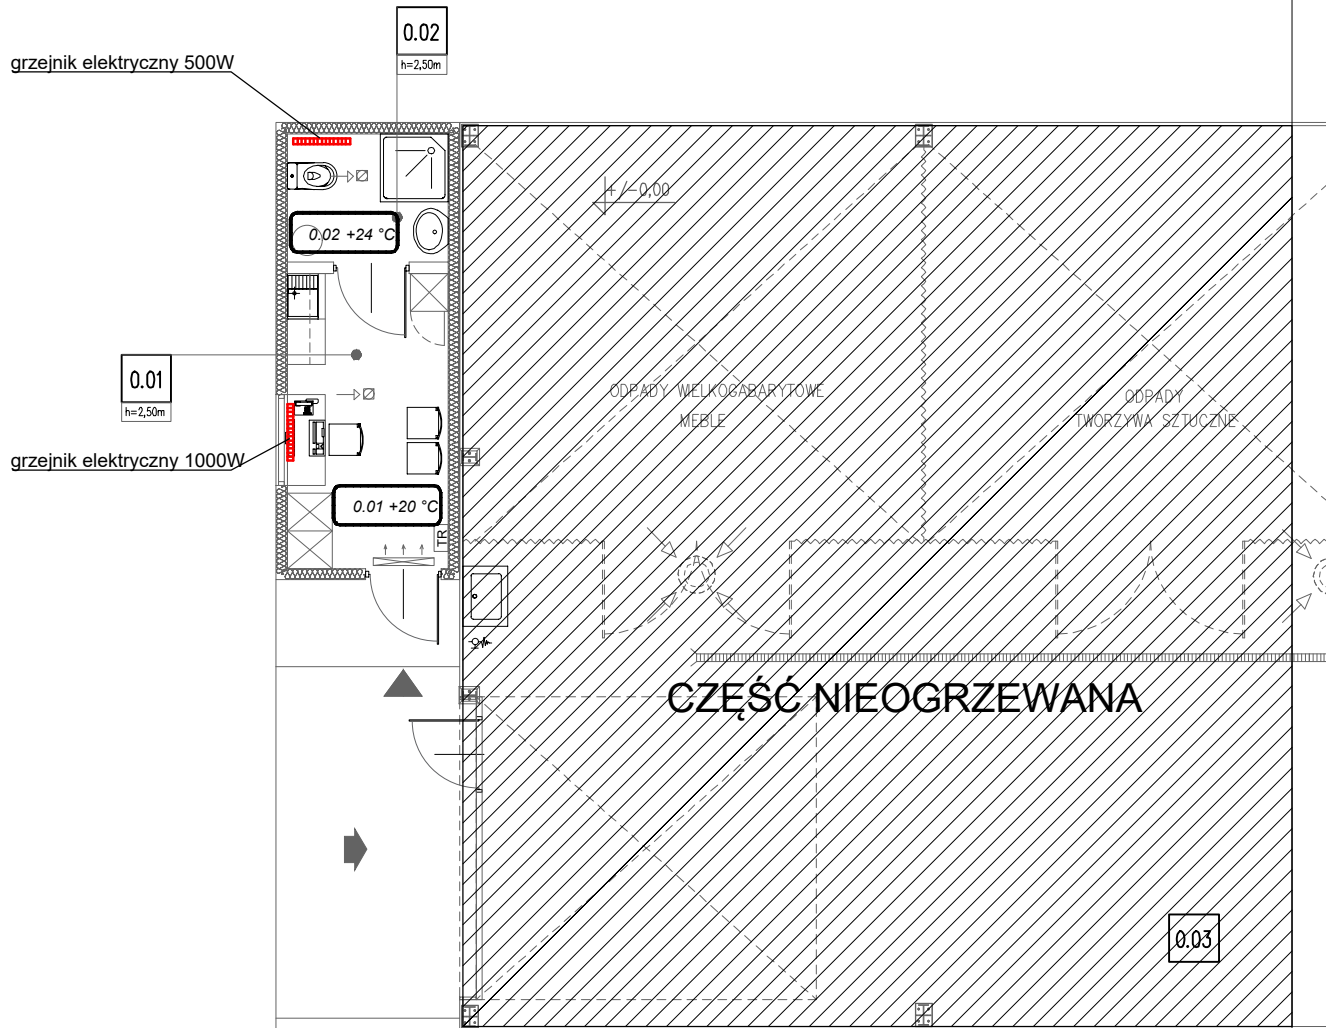 0.02
h=2,50m
grzejnik elektryczny 500W
+/-0,00
0.02 +24 °C
0.01
h=2,50m
ODPADY WIELKOGABARYTOWE
MEBLE
ODPADY
TWORZYWA SZTUCZNE
grzejnik elektryczny 1000W
0.01 +20 °C
TR
CZĘŚĆ NIEOGRZEWANA
0.03